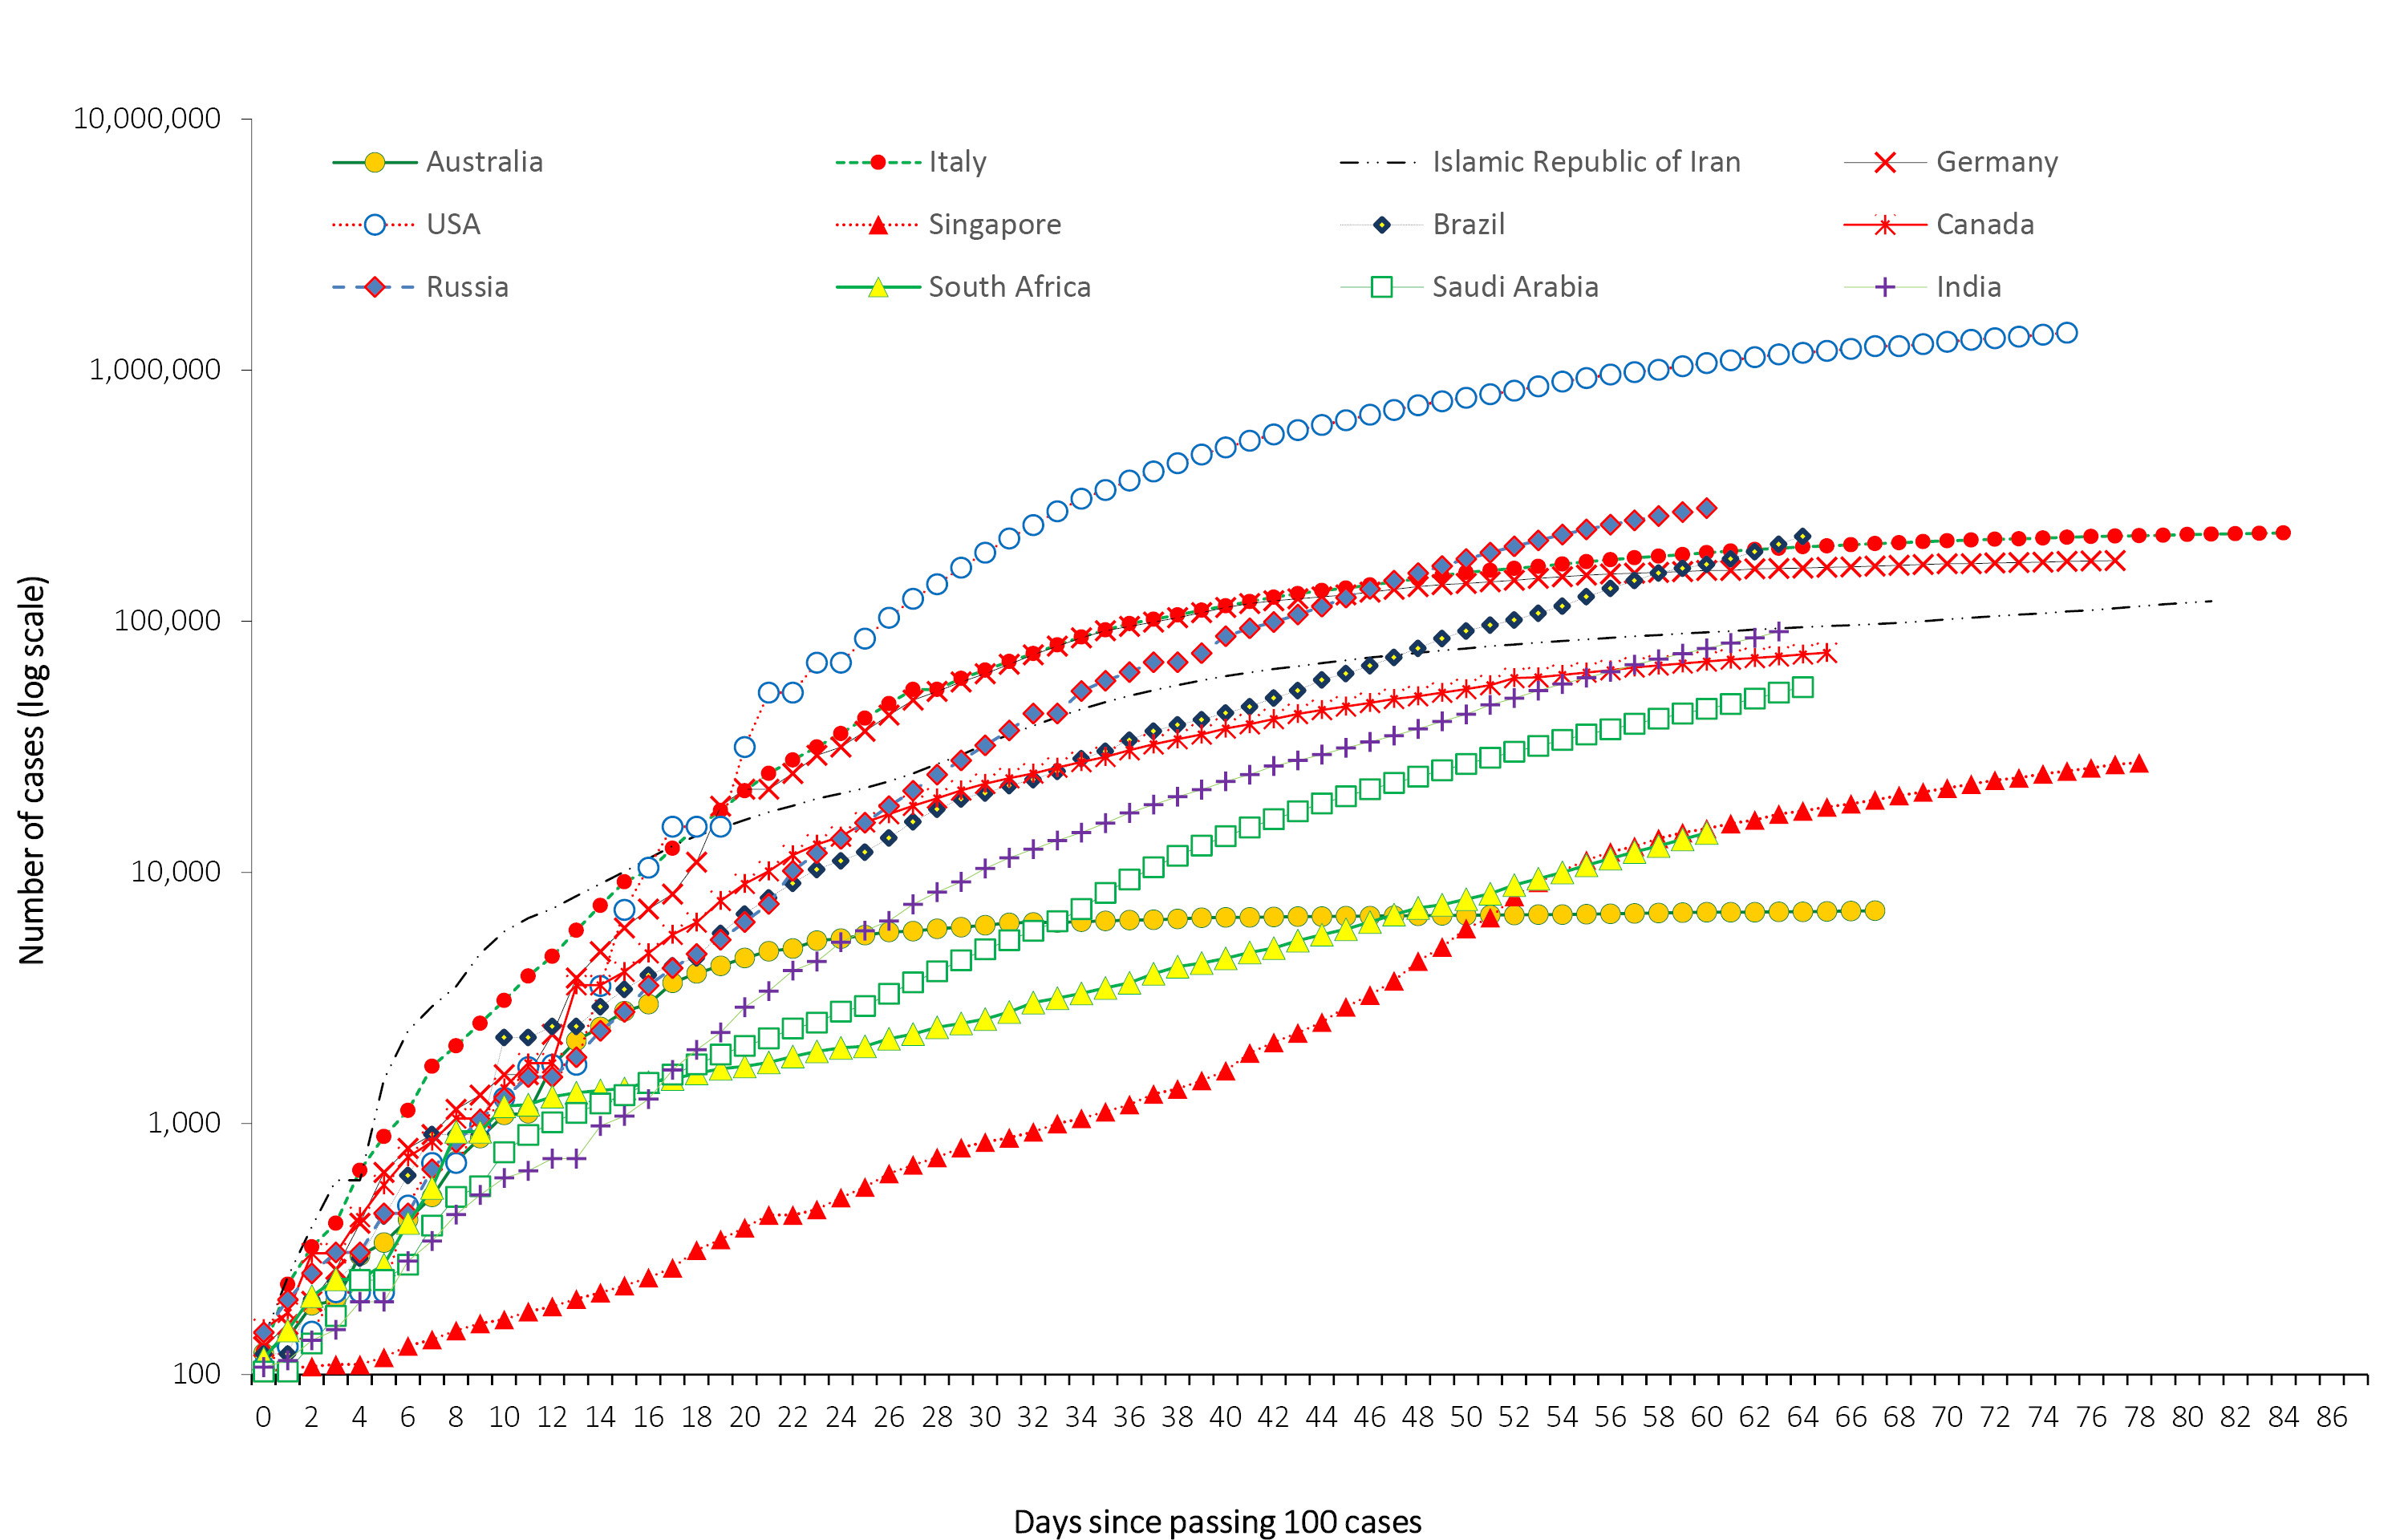 10,000,000
Australia Italy Islamic Republic of Iran Germany
USA Singapore Brazil Canada
Russia South Africa Saudi Arabia India
1,000,000
100,000
10,000
1,000
100
Number of cases (log scale)
0 2 4 6 8 10 12 14 16 18 20 22 24 26 28 30 32 34 36 38 40 42 44 46 48 50 52 54 56 58 60 62 64 66 68 70 72 74 76 78 80 82 84 86
Days since passing 100 cases